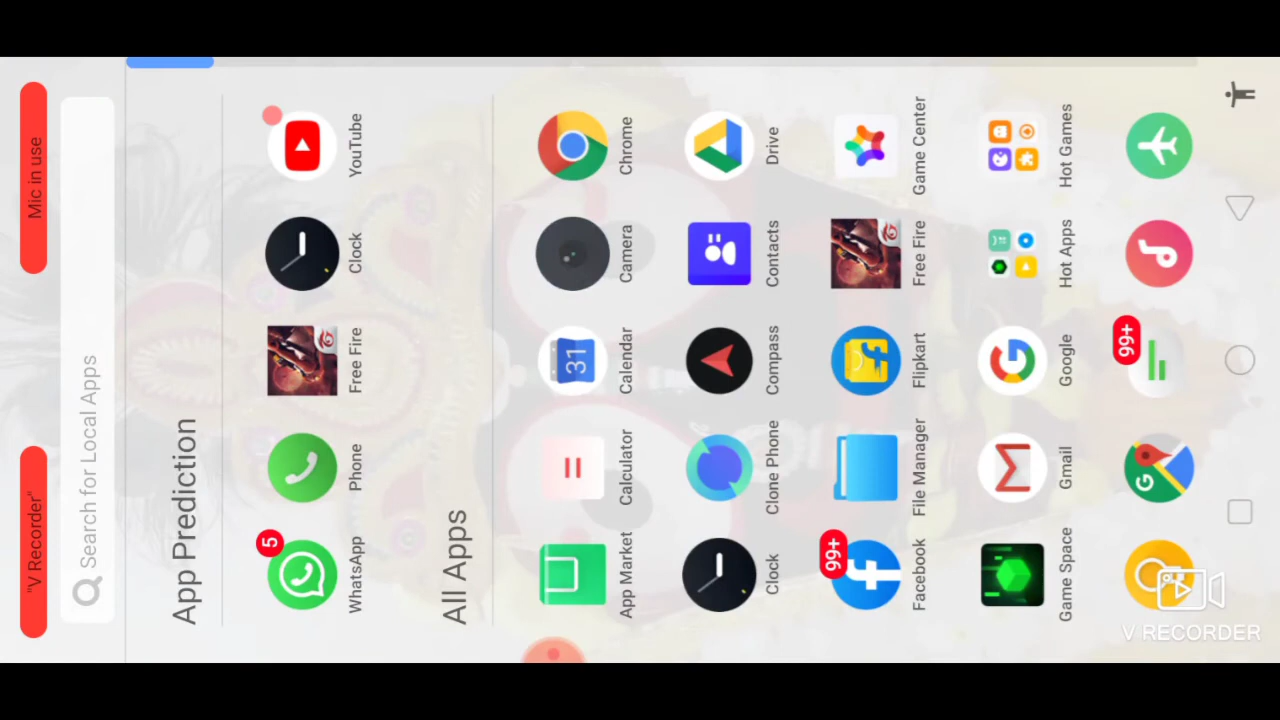 "V Recorder" Mic in use
Search for Local Apps
App Prediction
5
WhatsApp Phone Free Fire Clock YouTube
All Apps
31
App Market Calculator Calendar Camera Chrome
Clock Clone Phone Compass Contacts Drive
99+
Facebook File Manager Flipkart Free Fire Game Center
Game Space Gmail Google Hot Apps Hot Games
99+
V RECORDER